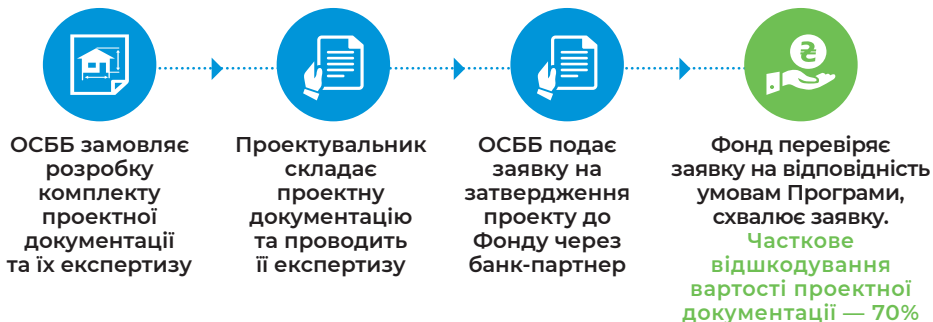 ОСББ замовляє
розробку
комплекту
проектної
документації
та їх експертизу
Проектувальник
складає
проектну
документацію
та проводить
її експертизу
ОСББ подає
заявку на
затвердження
проекту до
Фонду через
банк-партнер
₴
Фонд перевіряє
заявку на відповідність
умовам Програми,
схвалює заявку.
Часткове
відшкодування
вартості проектної
документації — 70%